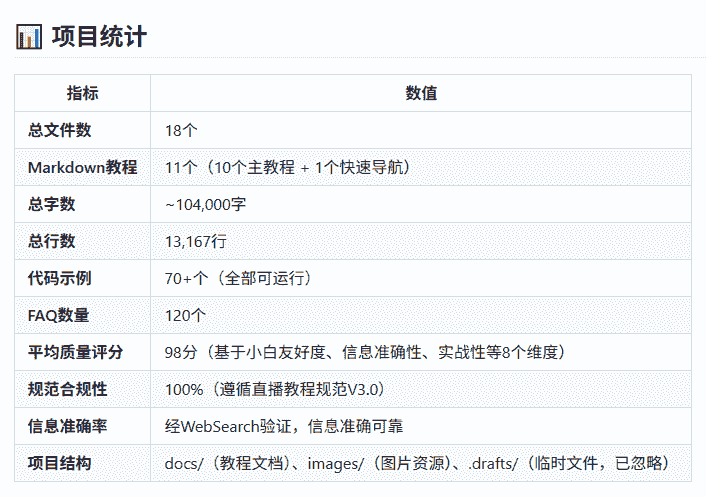 📊 项目统计
指标 数值
总文件数 18个
Markdown教程 11个（10个主教程 + 1个快速导航）
总字数 ~104,000字
总行数 13,167行
代码示例 70+个（全部可运行）
FAQ数量 120个
平均质量评分 98分（基于小白友好度、信息准确性、实战性等8个维度）
规范合规性 100%（遵循直播教程规范V3.0）
信息准确率 经WebSearch验证，信息准确可靠
项目结构 docs/（教程文档）、images/（图片资源）、.drafts/（临时文件，已忽略）